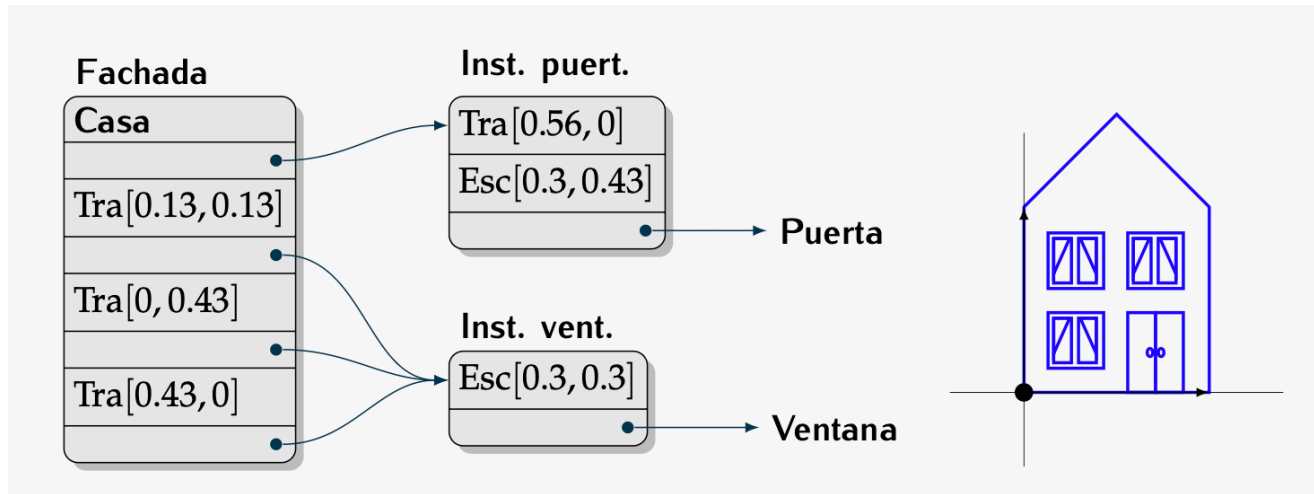 Fachada
Casa
Tra[0.13, 0.13]
Tra[0, 0.43]
Tra[0.43, 0]
Inst. puert.
Tra[0.56, 0]
Esc[0.3, 0.43]
Puerta
Inst. vent.
Esc[0.3, 0.3]
Ventana